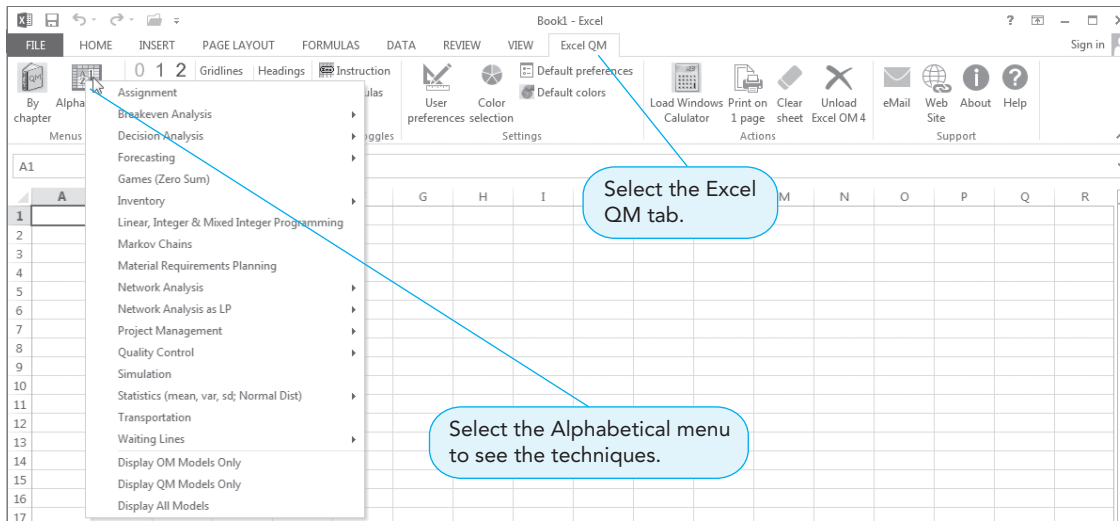 Book1 - Excel
?
FILE HOME INSERT PAGE LAYOUT FORMULAS DATA REVIEW VIEW Excel QM Sign in
QM By chapter
Alpha
Menus
0 1 2 Gridlines Headings Instruction
ulas
oggles
User preferences
Color selection
Default preferences
Default colors
Settings
Load Windows Calulator
Print on 1 page
Clear sheet
Unload Excel OM 4
Actions
eMail
Web Site
About
Help
Support
A1
Assignment
Breakeven Analysis
Decision Analysis
Forecasting
Games (Zero Sum)
Inventory
Linear, Integer & Mixed Integer Programming
Markov Chains
Material Requirements Planning
Network Analysis
Network Analysis as LP
Project Management
Quality Control
Simulation
Statistics (mean, var, sd; Normal Dist)
Transportation
Waiting Lines
Display OM Models Only
Display QM Models Only
Display All Models
Select the Excel
QM tab.
Select the Alphabetical menu
to see the techniques.
A G H I M N O P Q R
1
2
3
4
5
6
7
8
9
10
11
12
13
14
15
16
17